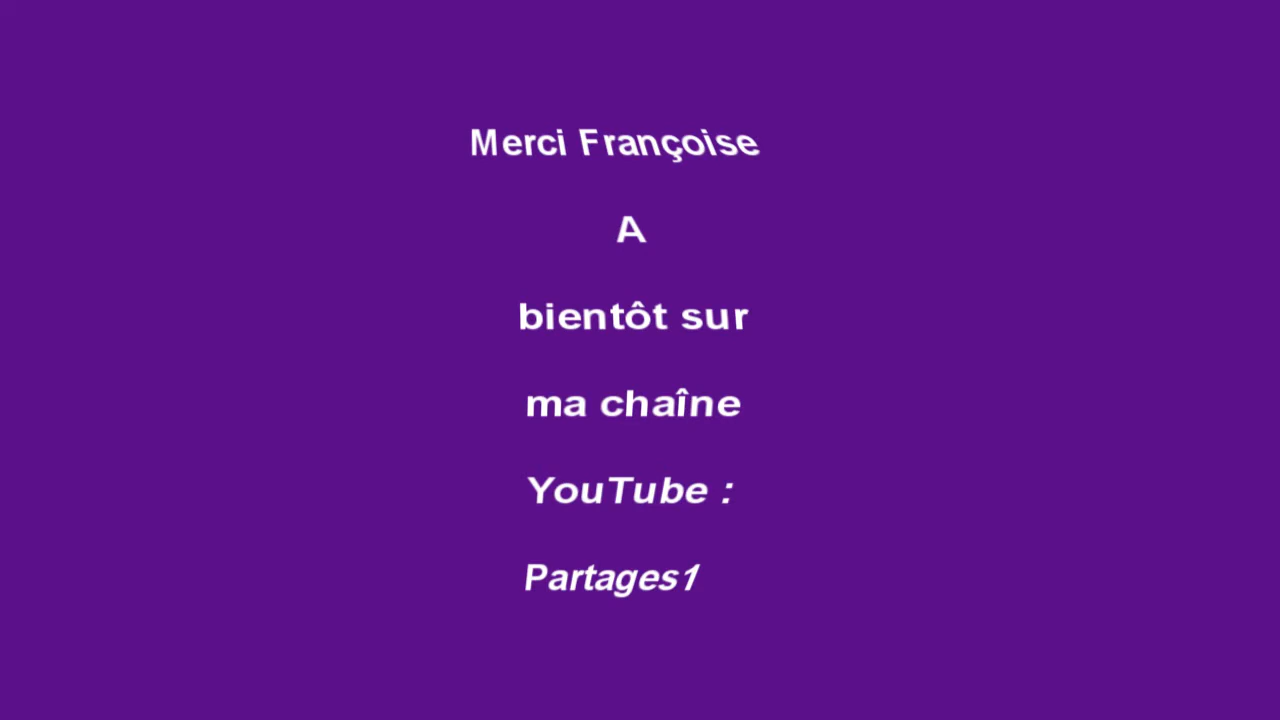 Merci Françoise
A
bientôt sur
ma chaîne
YouTube :
Partages1